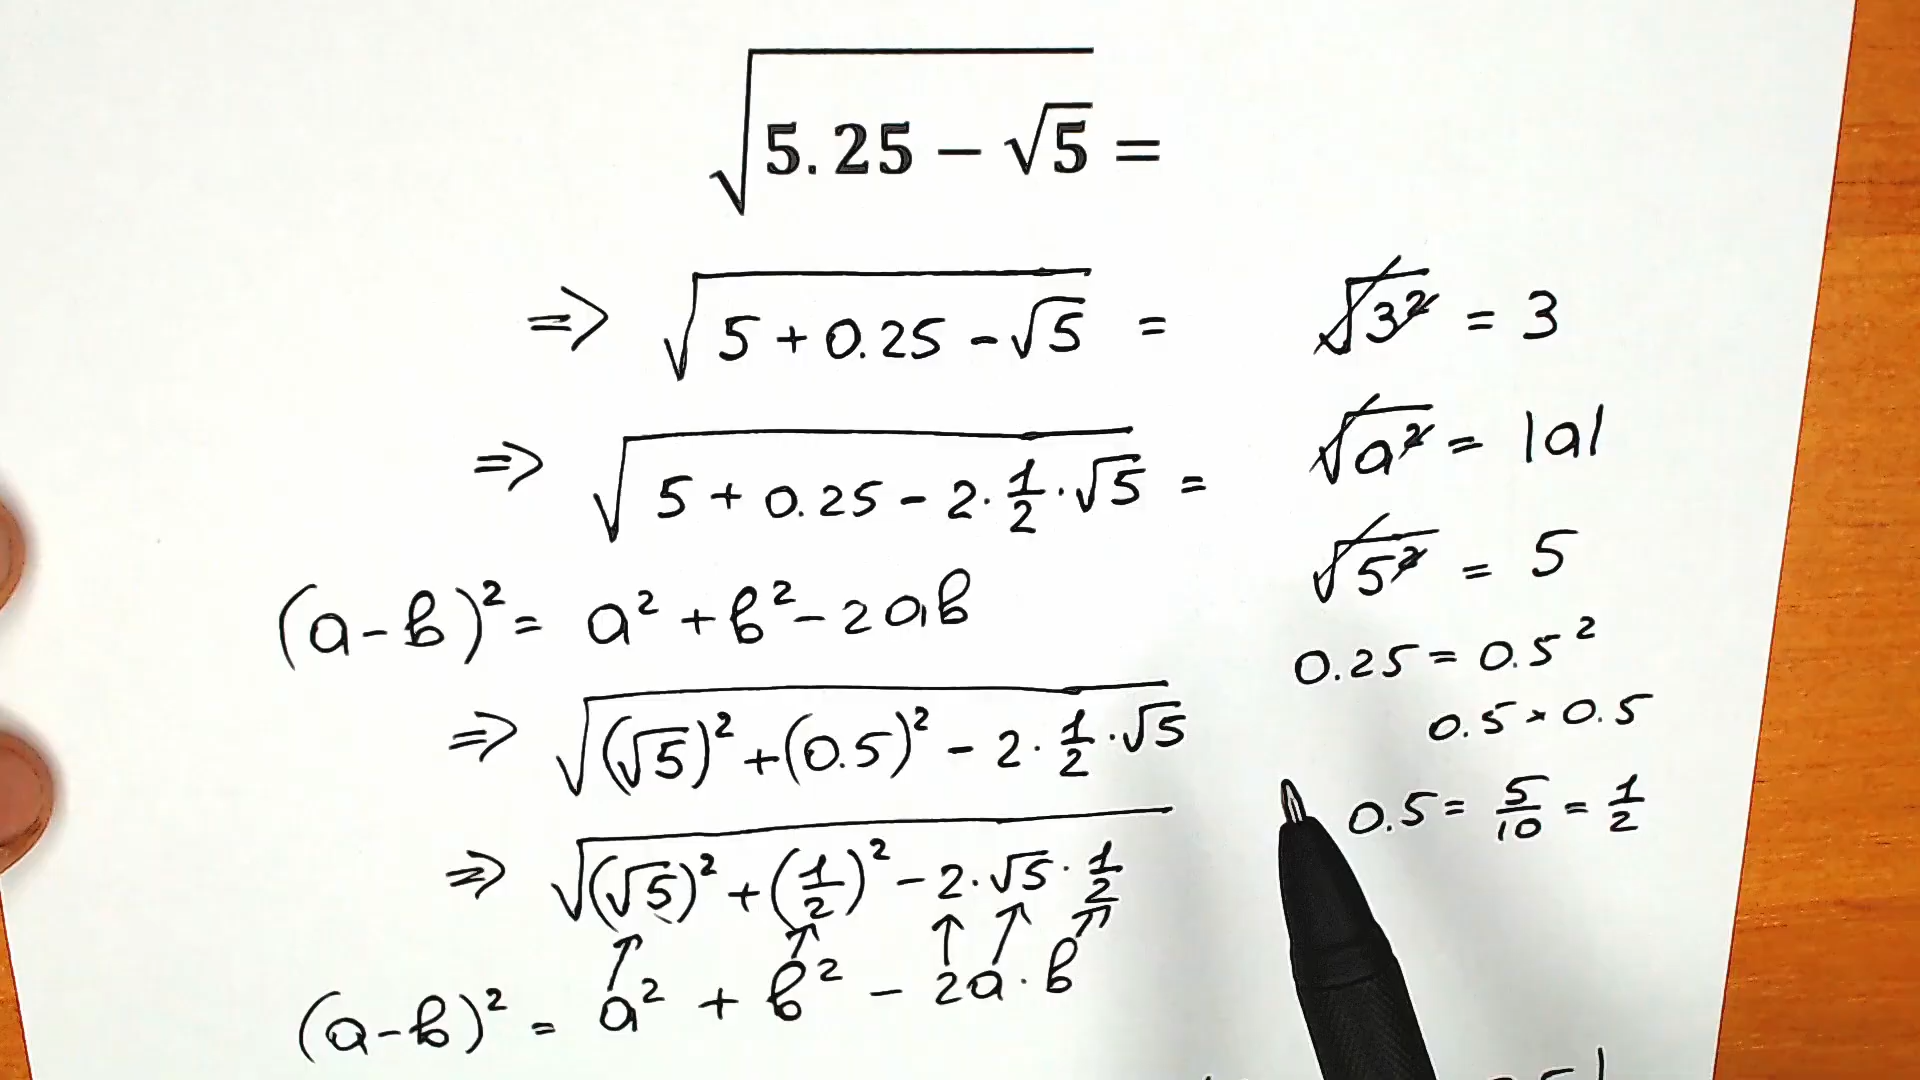 √(5.25 − √5) =
⇒ √(5 + 0.25 − √5) =
⇒ √(5 + 0.25 − 2 · 1/2 · √5) =
(a − b)² = a² + b² − 2ab
⇒ √((√5)² + (0.5)² − 2 · 1/2 · √5
⇒ √((√5)² + (1/2)² − 2 · √5 · 1/2
(a − b)² = a² + b² − 2a · b
√3² = 3
√a² = |a|
√5² = 5
0.25 = 0.5²
0.5 × 0.5
0.5 = 5/10 = 1/2